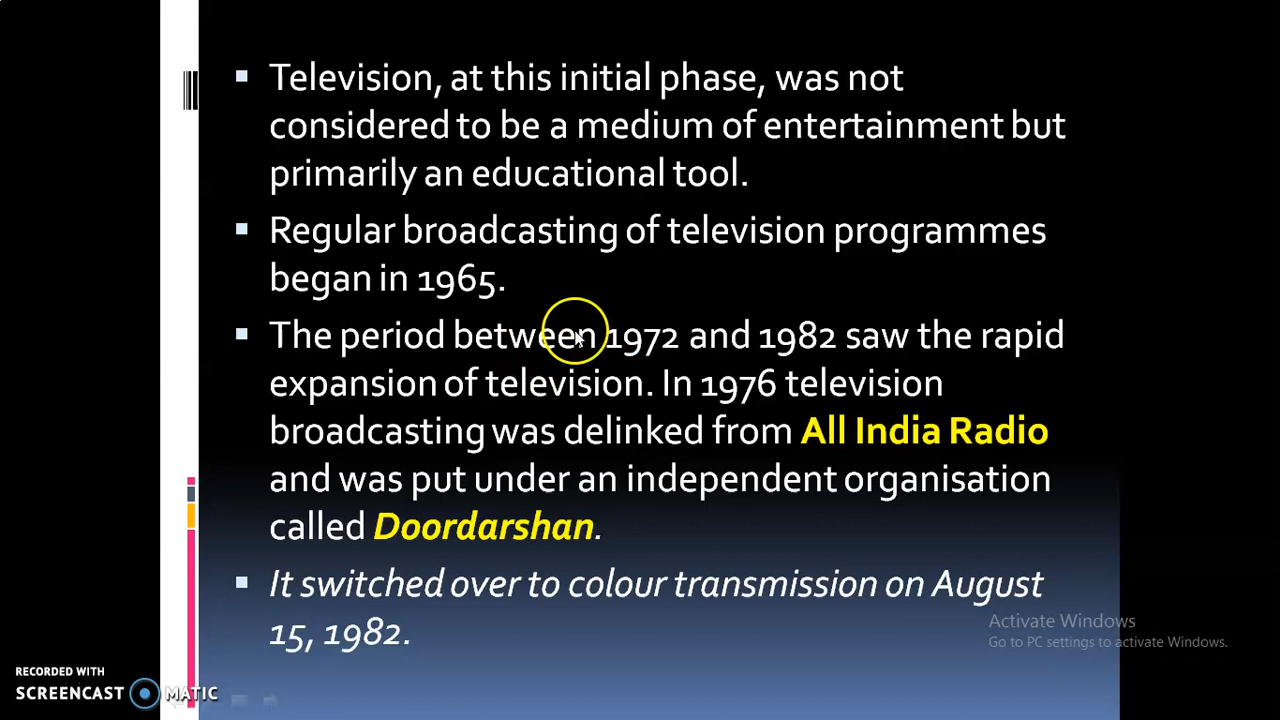 Television, at this initial phase, was not
considered to be a medium of entertainment but
primarily an educational tool.
Regular broadcasting of television programmes
began in 1965.
The period between 1972 and 1982 saw the rapid
expansion of television. In 1976 television
broadcasting was delinked from All India Radio
and was put under an independent organisation
called Doordarshan.
It switched over to colour transmission on August
15, 1982.
Activate Windows
Go to PC settings to activate Windows.
RECORDED WITH
SCREENCAST MATIC